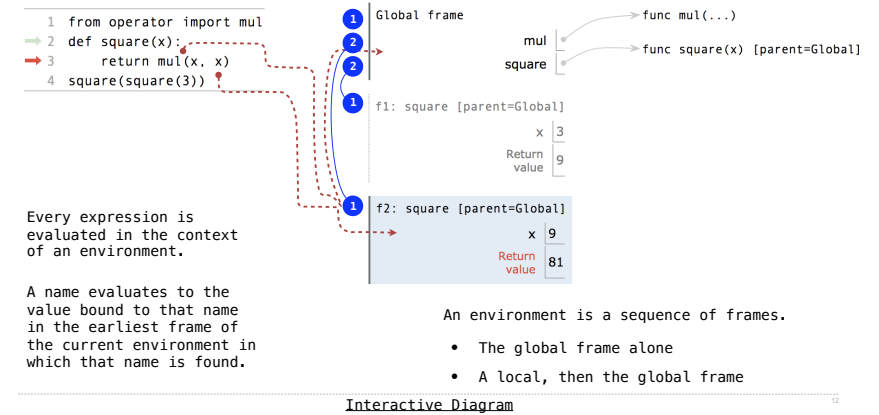 1 from operator import mul
2 def square(x):
3 return mul(x, x)
4 square(square(3))
1
Global frame
func mul(...)
2
mul
func square(x) [parent=Global]
2
square
1
f1: square [parent=Global]
x 3
Return
value 9
1
f2: square [parent=Global]
x 9
Return
value 81
Every expression is
evaluated in the context
of an environment.
A name evaluates to the
value bound to that name
in the earliest frame of
the current environment in
which that name is found.
An environment is a sequence of frames.
• The global frame alone
• A local, then the global frame
Interactive Diagram
12